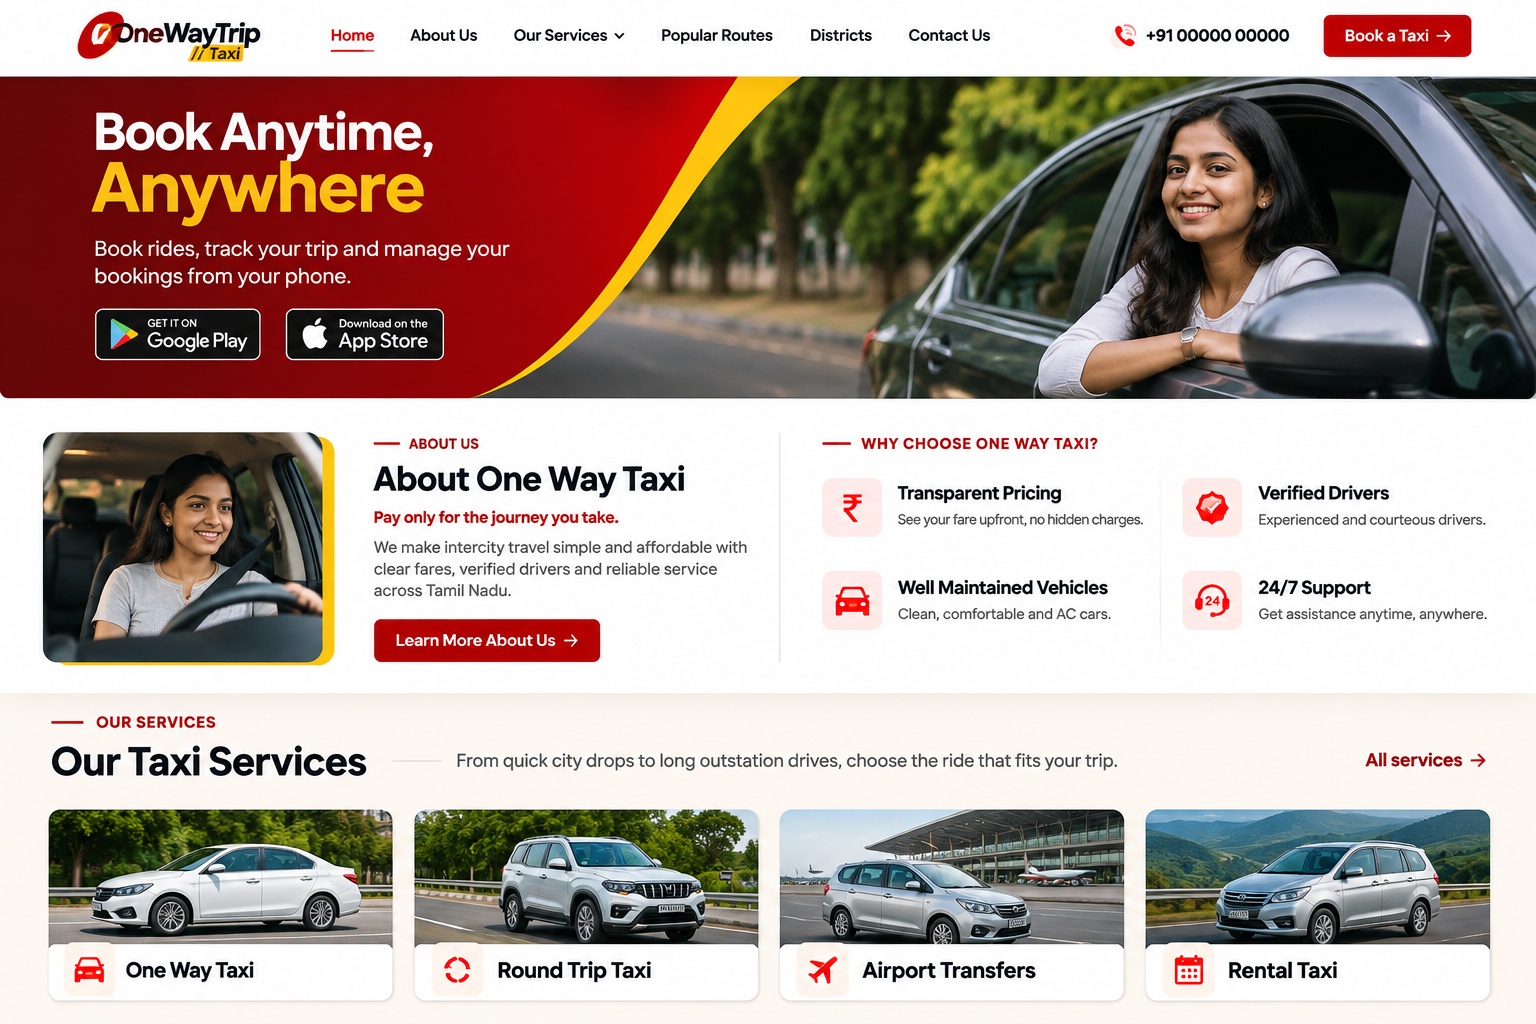 OneWayTrip
// Taxi
Home
About Us
Our Services
Popular Routes
Districts
Contact Us
+91 00000 00000
Book a Taxi →
Book Anytime,
Anywhere
Book rides, track your trip and manage your
bookings from your phone.
GET IT ON
Google Play
Download on the
App Store
ABOUT US
About One Way Taxi
Pay only for the journey you take.
We make intercity travel simple and affordable with
clear fares, verified drivers and reliable service
across Tamil Nadu.
Learn More About Us →
WHY CHOOSE ONE WAY TAXI?
₹
Transparent Pricing
See your fare upfront, no hidden charges.
Verified Drivers
Experienced and courteous drivers.
Well Maintained Vehicles
Clean, comfortable and AC cars.
24
24/7 Support
Get assistance anytime, anywhere.
OUR SERVICES
Our Taxi Services
From quick city drops to long outstation drives, choose the ride that fits your trip.
All services →
One Way Taxi
Round Trip Taxi
Airport Transfers
Rental Taxi